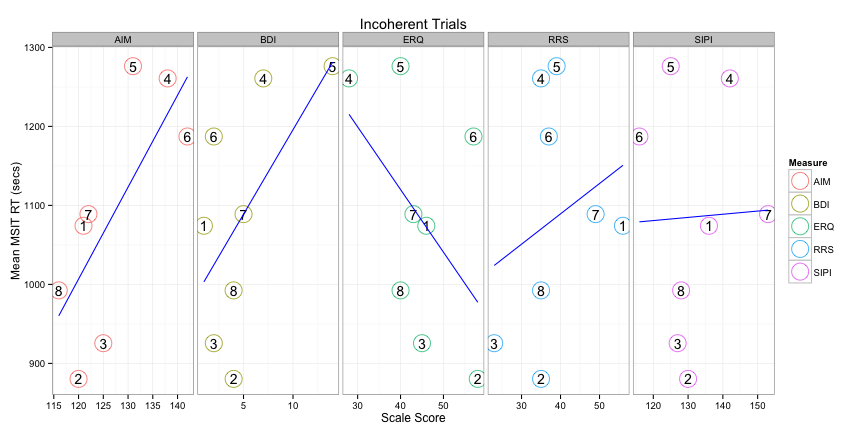 Incoherent Trials
AIM BDI ERQ RRS SIPI
Mean MSIT RT (secs)
1300
1200
1100
1000
900
5 4 6 7 1 8 3 2
5 4 6 7 1 8 3 2
5 4 6 7 1 8 3 2
5 4 6 7 1 8 3 2
5 4 6 7 1 8 3 2
115 120 125 130 135 140 5 10 30 40 50 30 40 50 120 130 140 150
Scale Score
Measure
AIM
BDI
ERQ
RRS
SIPI